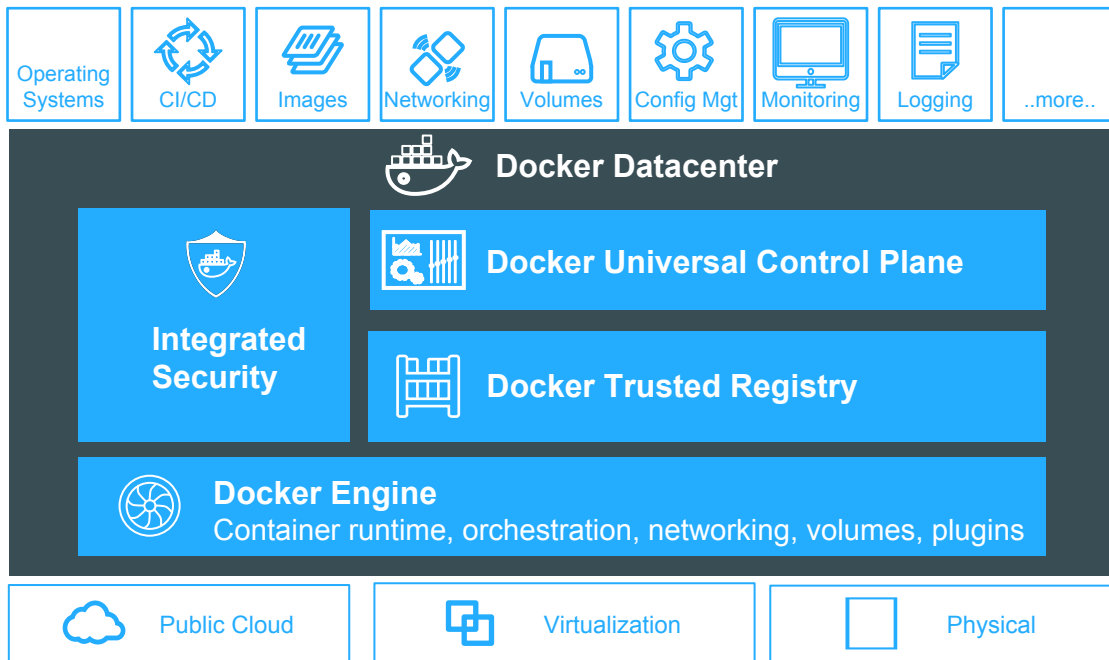 Operating
Systems
CI/CD
Images
Networking
Volumes
Config Mgt
Monitoring
Logging
..more..
Docker Datacenter
Integrated
Security
Docker Universal Control Plane
Docker Trusted Registry
Docker Engine
Container runtime, orchestration, networking, volumes, plugins
Public Cloud
Virtualization
Physical